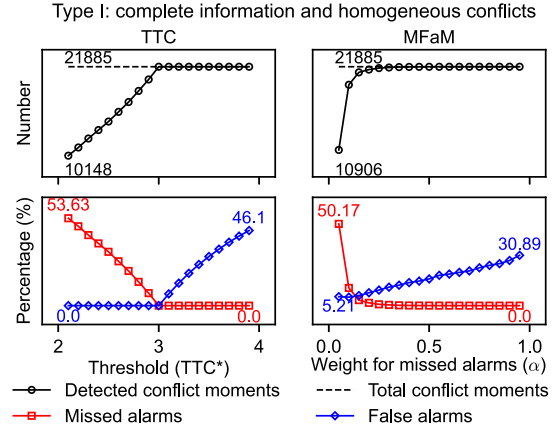 Type I: complete information and homogeneous conflicts
TTC MFaM
Number
21885
10148
21885
10906
Percentage (%)
53.63
46.1
0.0 0.0
50.17
30.89
5.21
0.0
2 3 4
0.0 0.5 1.0
Threshold (TTC*)
Weight for missed alarms (α)
Detected conflict moments
Total conflict moments
Missed alarms
False alarms